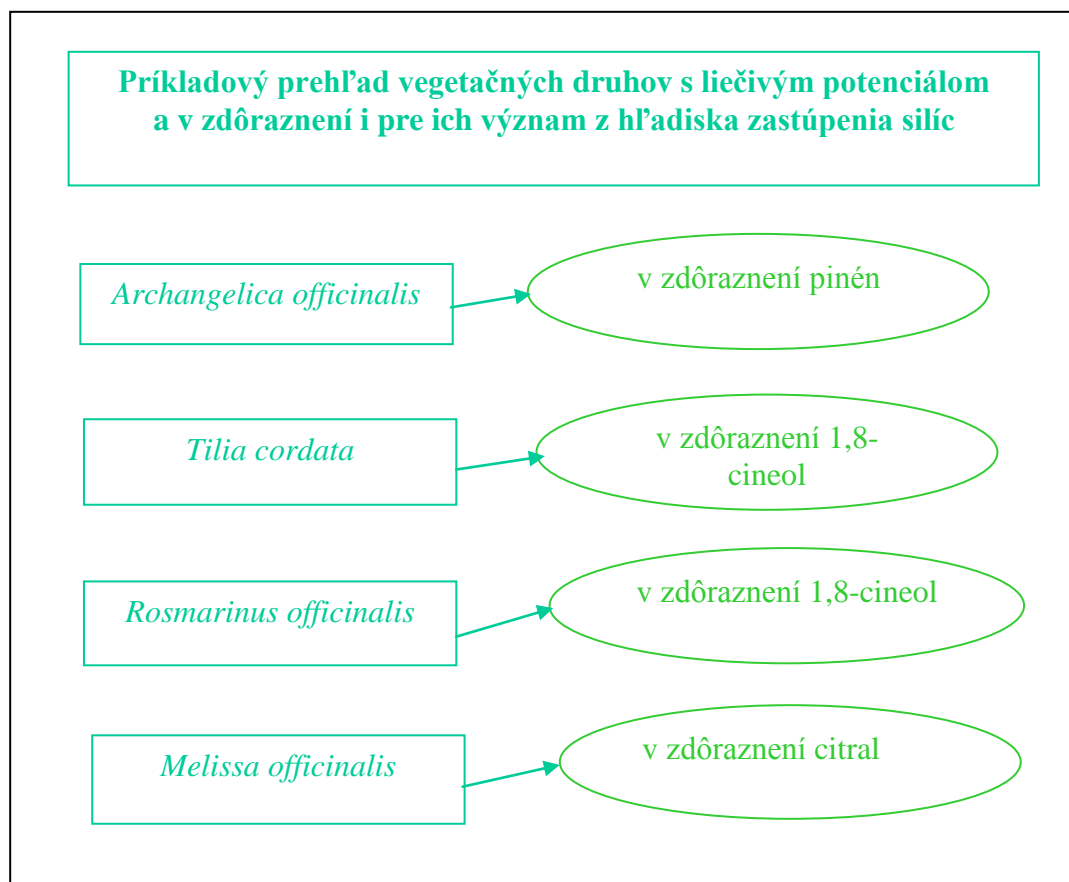 Príkladový prehľad vegetačných druhov s liečivým potenciálom
a v zdôraznení i pre ich význam z hľadiska zastúpenia silíc
Archangelica officinalis
v zdôraznení pinén
Tilia cordata
v zdôraznení 1,8-
cineol
Rosmarinus officinalis
v zdôraznení 1,8-cineol
Melissa officinalis
v zdôraznení citral